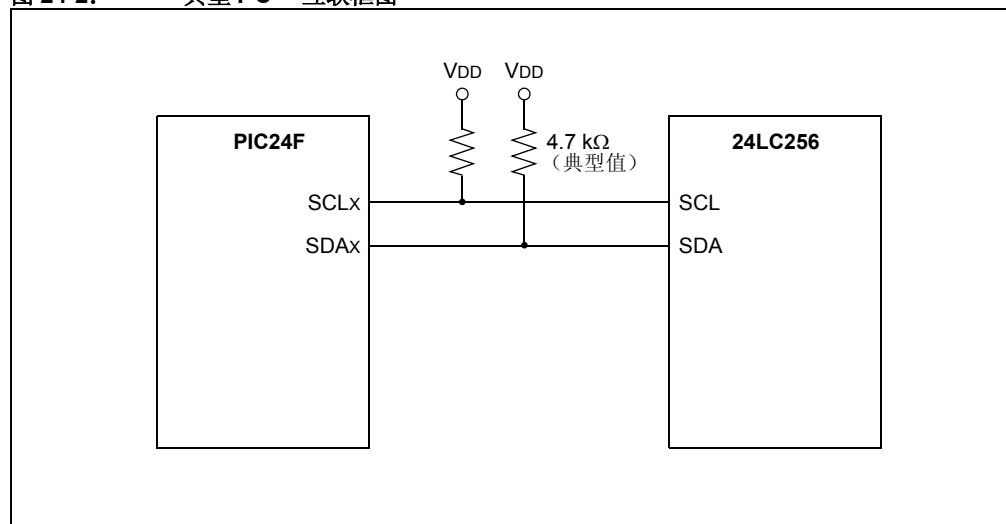 VDD VDD
PIC24F
4.7 kΩ
（典型值）
24LC256
SCLx
SCL
SDAx
SDA